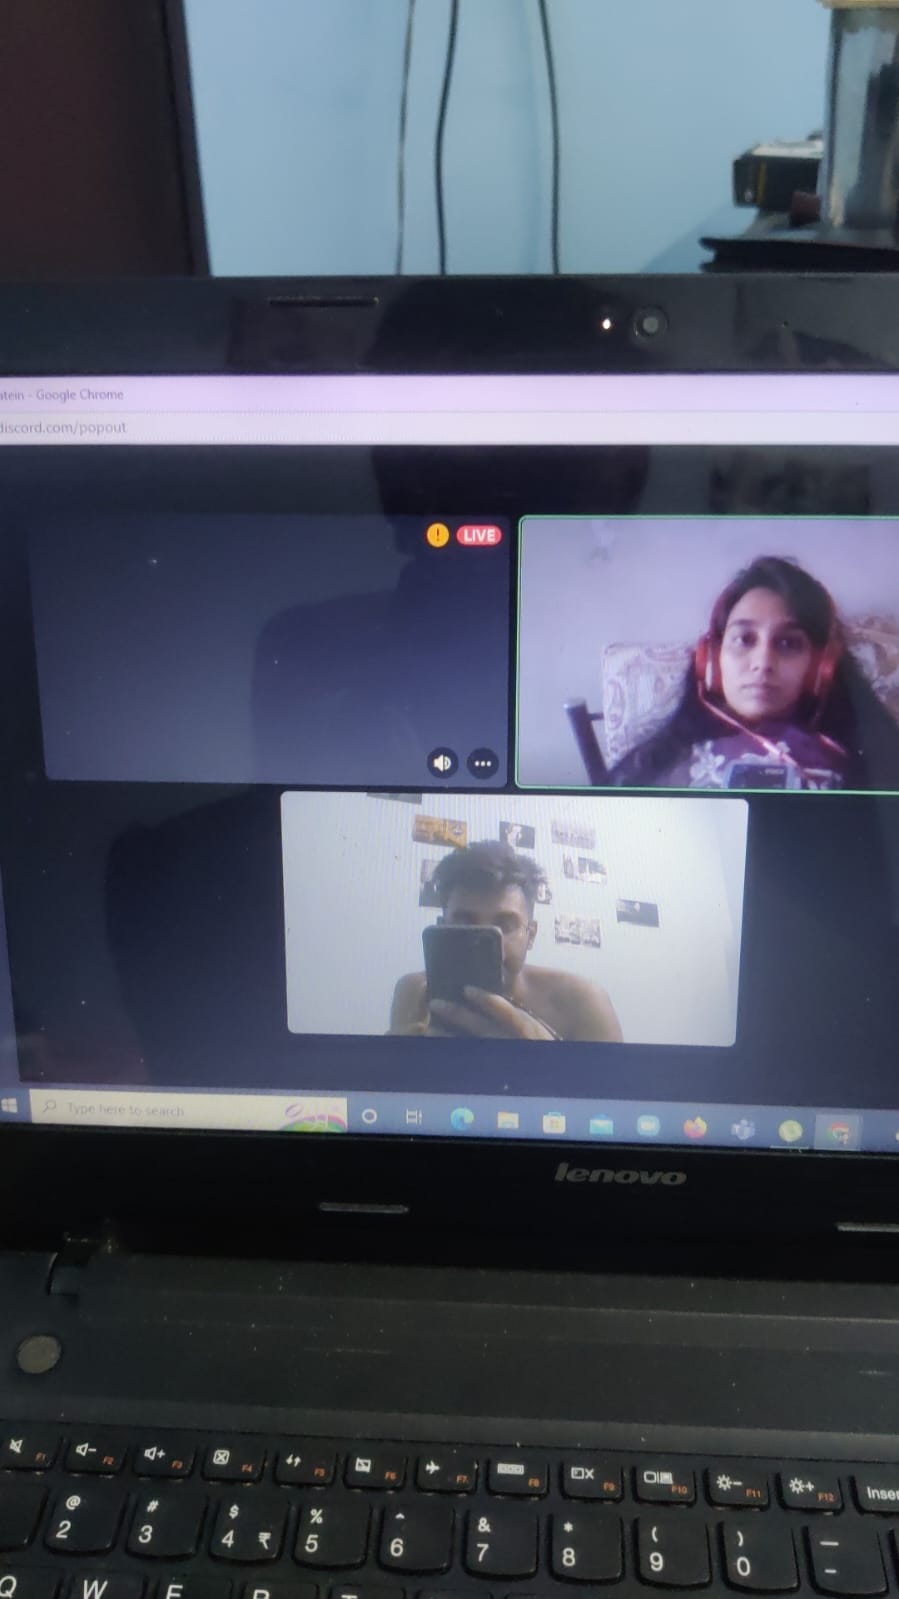 atein - Google Chrome
discord.com/popout
! LIVE
Type here to search
lenovo
F1 F2 F3 F4 F5 F6 F7 F8 F9 F10 F11 F12 Inser
@ # $ % ^ & * ( ) _
2 3 4 ₹ 5 6 7 8 9 0 -
Q W E R T